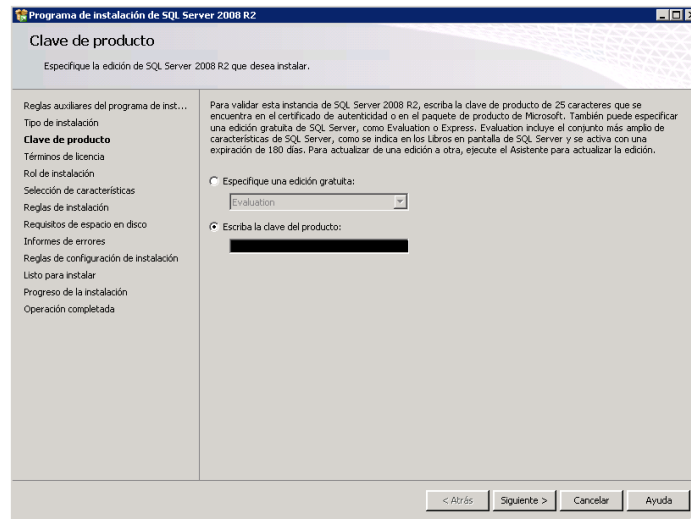 Programa de instalación de SQL Server 2008 R2
Clave de producto
Especifique la edición de SQL Server 2008 R2 que desea instalar.
Reglas auxiliares del programa de inst...
Tipo de instalación
Clave de producto
Términos de licencia
Rol de instalación
Selección de características
Reglas de instalación
Requisitos de espacio en disco
Informes de errores
Reglas de configuración de instalación
Listo para instalar
Progreso de la instalación
Operación completada
Para validar esta instancia de SQL Server 2008 R2, escriba la clave de producto de 25 caracteres que se
encuentra en el certificado de autenticidad o en el paquete de producto de Microsoft. También puede especificar
una edición gratuita de SQL Server, como Evaluation o Express. Evaluation incluye el conjunto más amplio de
características de SQL Server, como se indica en los Libros en pantalla de SQL Server y se activa con una
expiración de 180 días. Para actualizar de una edición a otra, ejecute el Asistente para actualizar la edición.
Especifique una edición gratuita:
Evaluation
Escriba la clave del producto:
< Atrás
Siguiente >
Cancelar
Ayuda